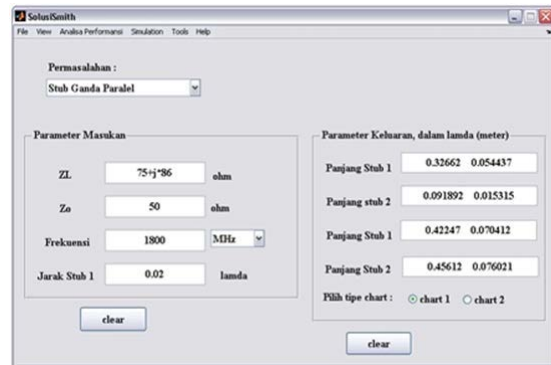 SolusiSmith
File View Analisa Performansi Simulation Tools Help
Permasalahan :
Stub Ganda Paralel
Parameter Masukan
ZL 75+j*86 ohm
Zo 50 ohm
Frekuensi 1800 MHz
Jarak Stub 1 0.02 lamda
clear
Parameter Keluaran, dalam lamda (meter)
Panjang Stub 1 0.32662 0.054437
Panjang stub 2 0.091892 0.015315
Panjang Stub 1 0.42247 0.070412
Panjang Stub 2 0.45612 0.076021
Pilih tipe chart : chart 1 chart 2
clear